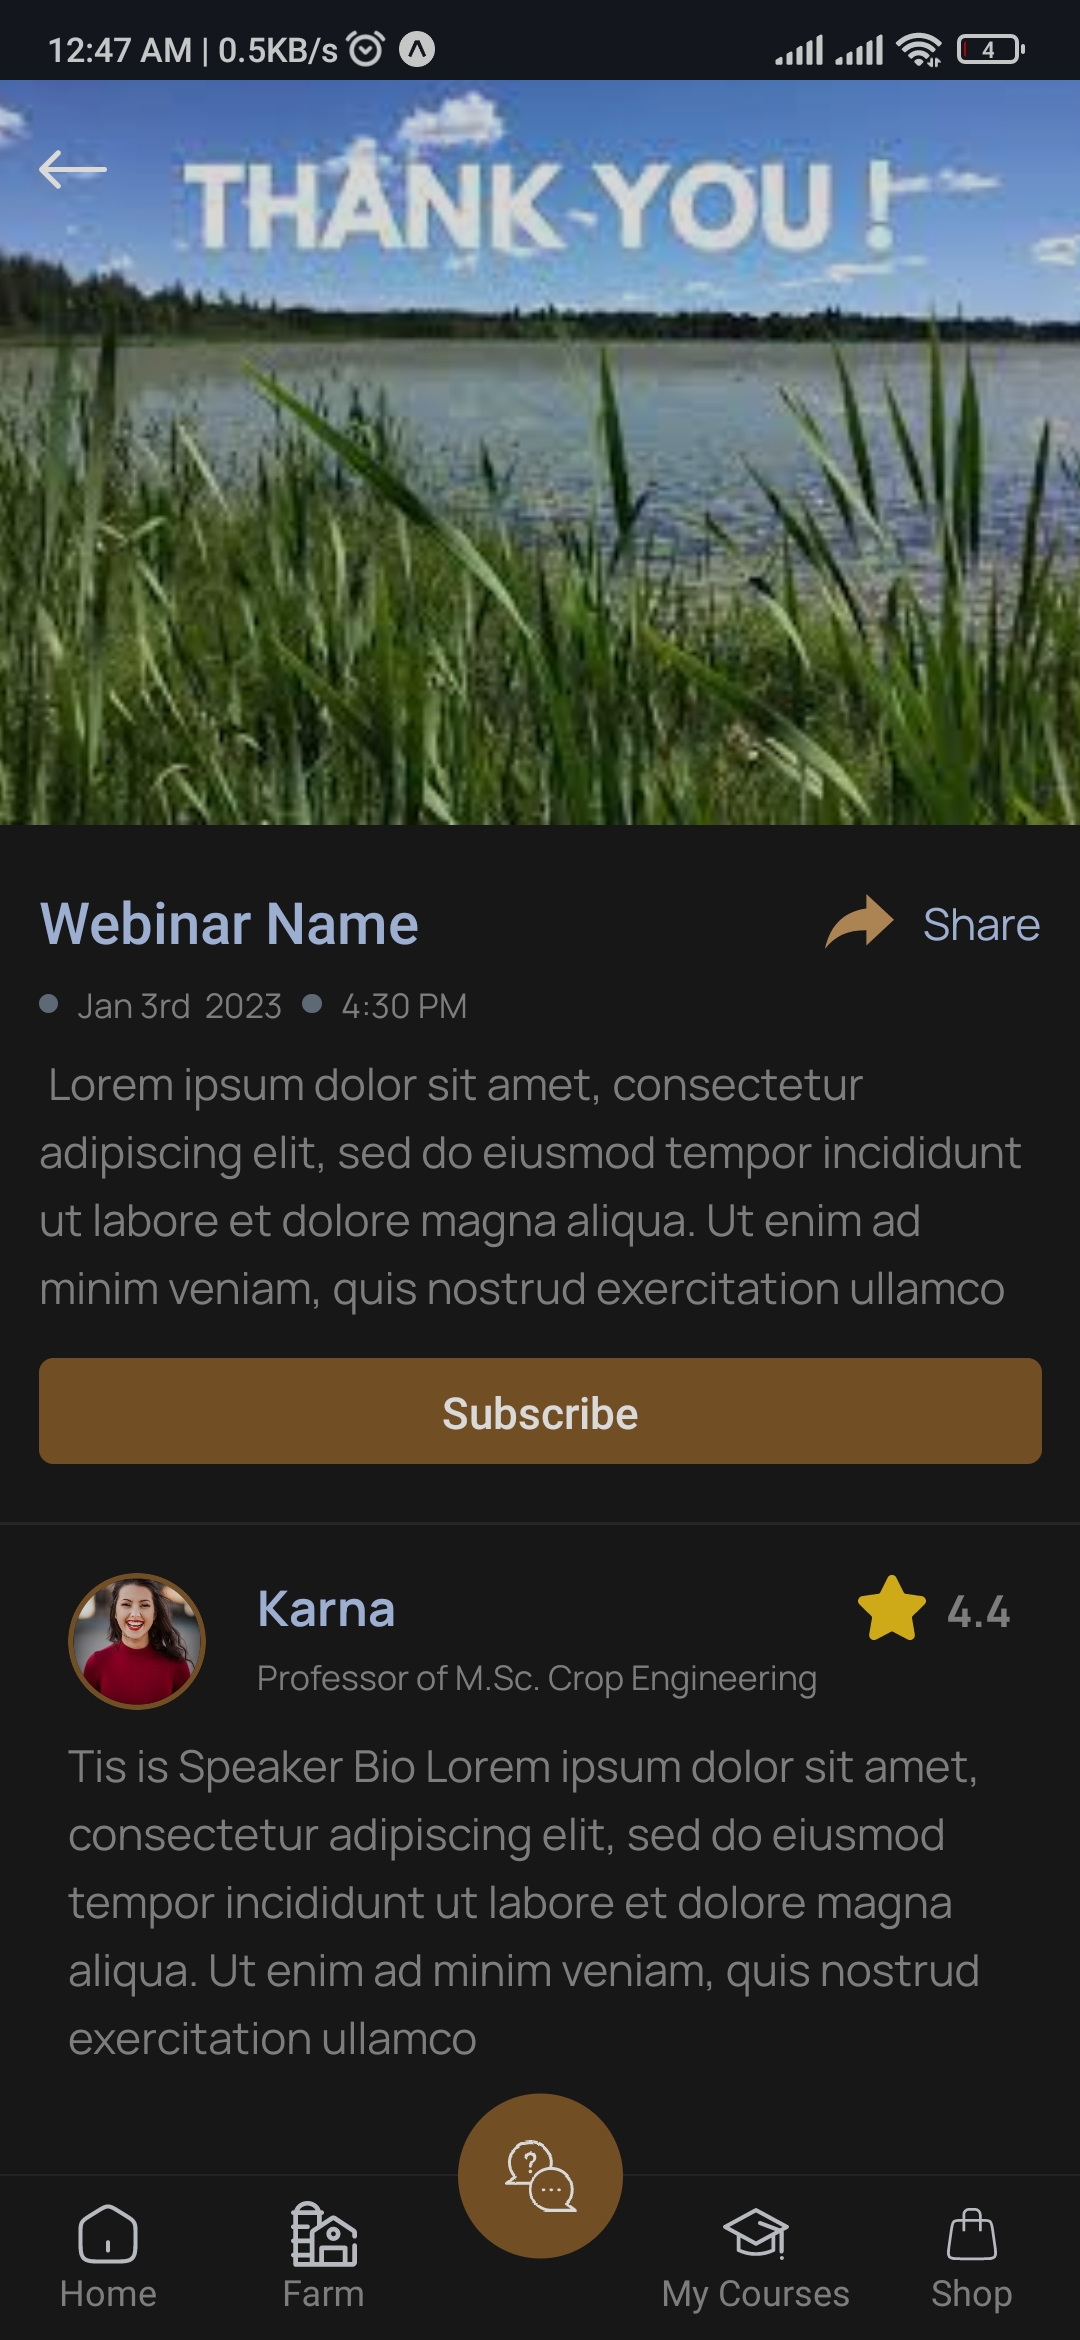 12:47 AM | 0.5KB/s
4
THANK YOU !
Webinar Name
Share
Jan 3rd 2023
4:30 PM
Lorem ipsum dolor sit amet, consectetur
adipiscing elit, sed do eiusmod tempor incididunt
ut labore et dolore magna aliqua. Ut enim ad
minim veniam, quis nostrud exercitation ullamco
Subscribe
Karna
4.4
Professor of M.Sc. Crop Engineering
Tis is Speaker Bio Lorem ipsum dolor sit amet,
consectetur adipiscing elit, sed do eiusmod
tempor incididunt ut labore et dolore magna
aliqua. Ut enim ad minim veniam, quis nostrud
exercitation ullamco
?
Home
Farm
My Courses
Shop